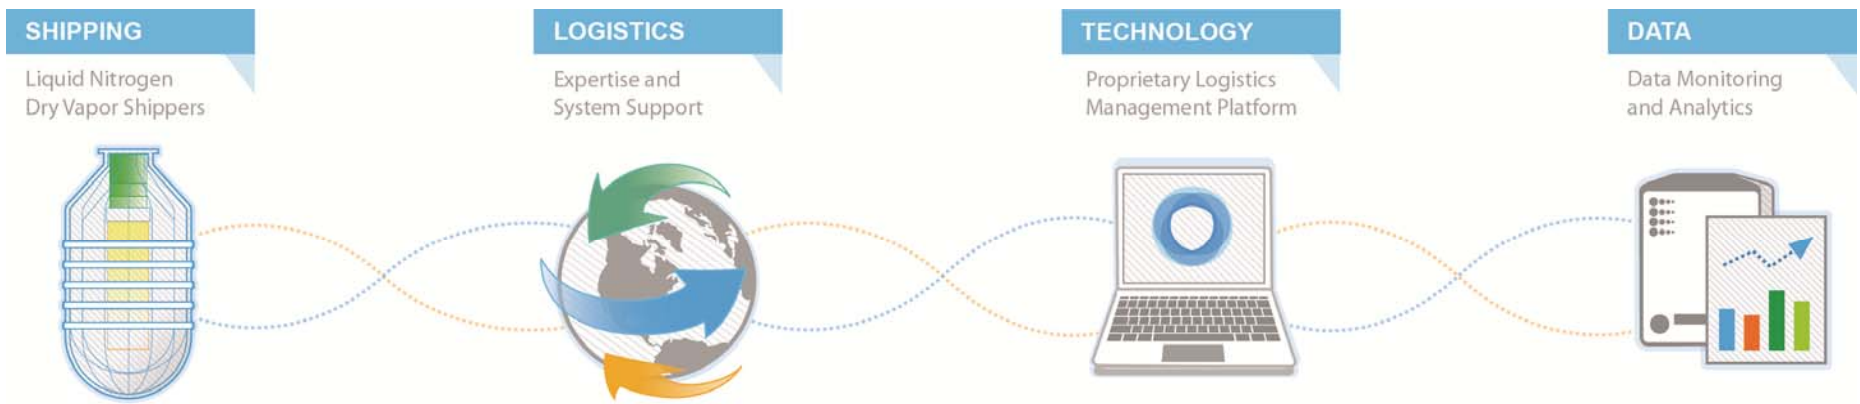 SHIPPING
Liquid Nitrogen
Dry Vapor Shippers
LOGISTICS
Expertise and
System Support
TECHNOLOGY
Proprietary Logistics
Management Platform
DATA
Data Monitoring
and Analytics